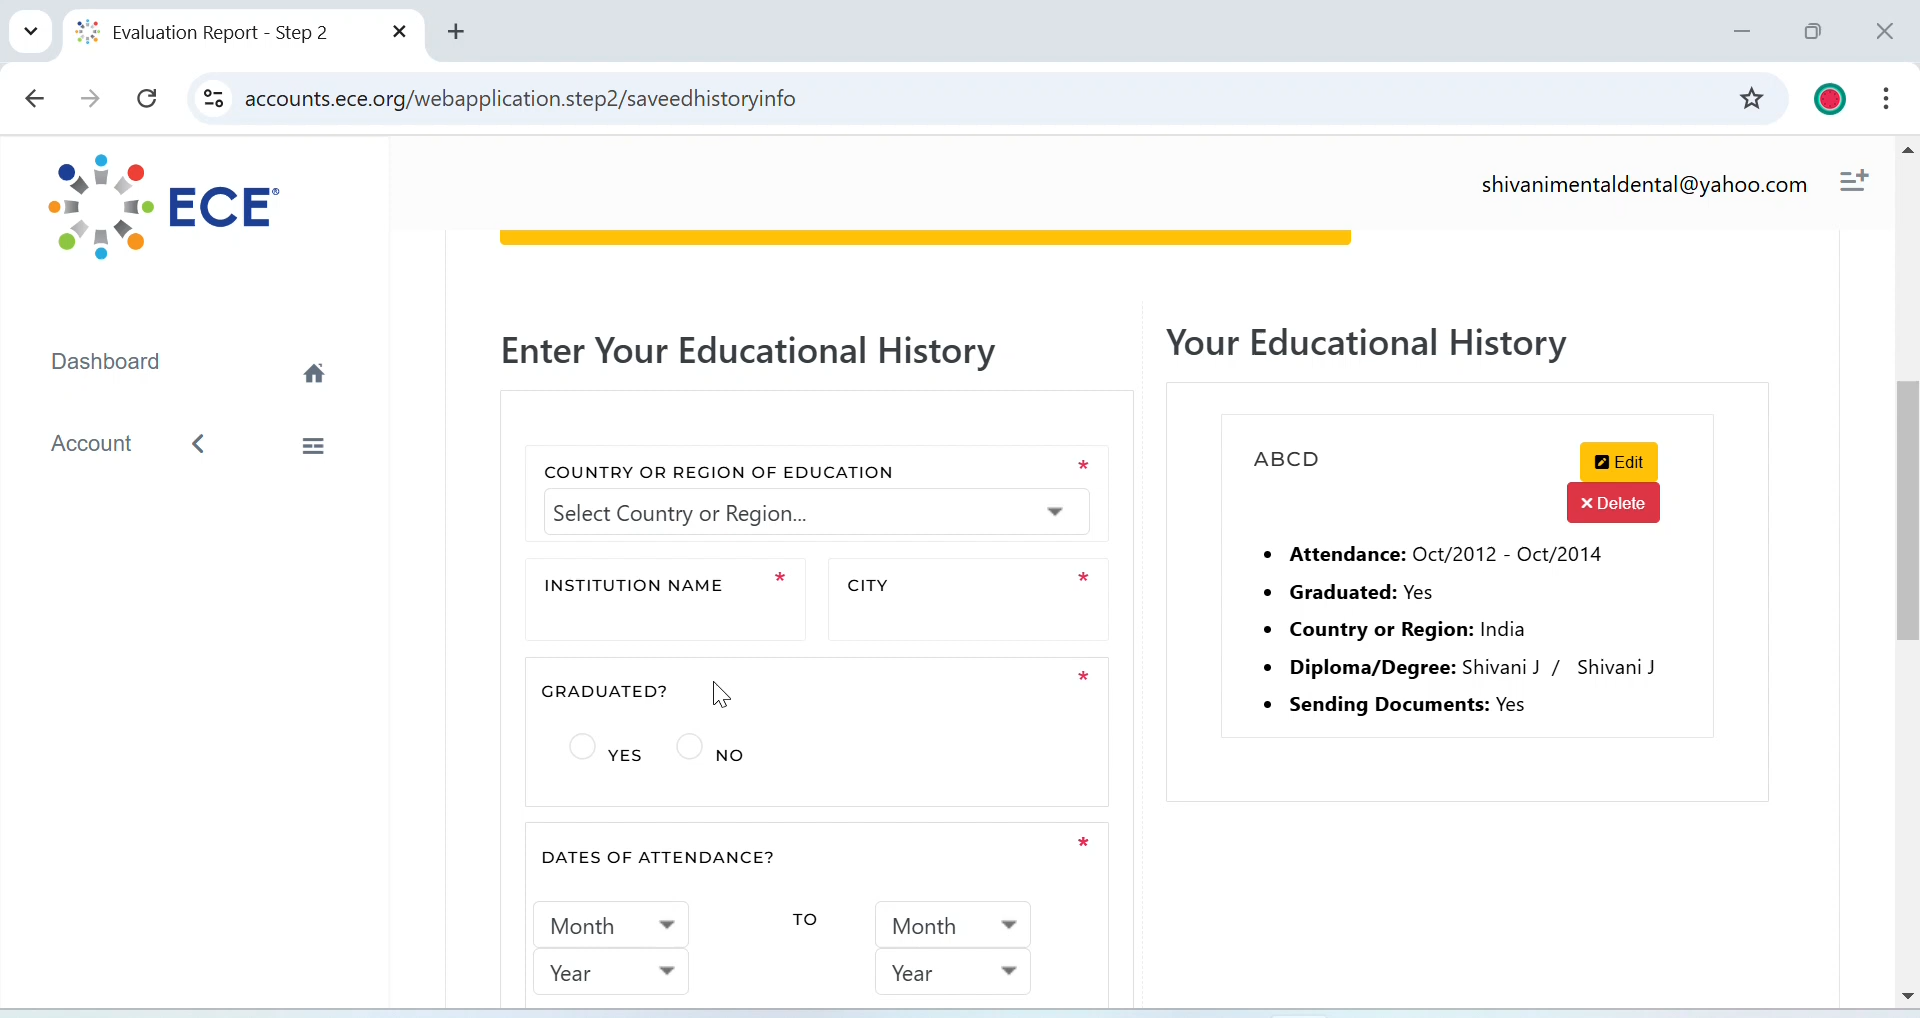 Evaluation Report - Step 2
accounts.ece.org/webapplication.step2/saveedhistoryinfo
ECE®
shivanimentaldental@yahoo.com
Dashboard
Account
Enter Your Educational History
COUNTRY OR REGION OF EDUCATION *
Select Country or Region...
INSTITUTION NAME *
CITY *
GRADUATED? *
YES NO
DATES OF ATTENDANCE? *
Month TO Month
Year Year
Your Educational History
ABCD
Edit
Delete
• Attendance: Oct/2012 - Oct/2014
• Graduated: Yes
• Country or Region: India
• Diploma/Degree: Shivani J / Shivani J
• Sending Documents: Yes